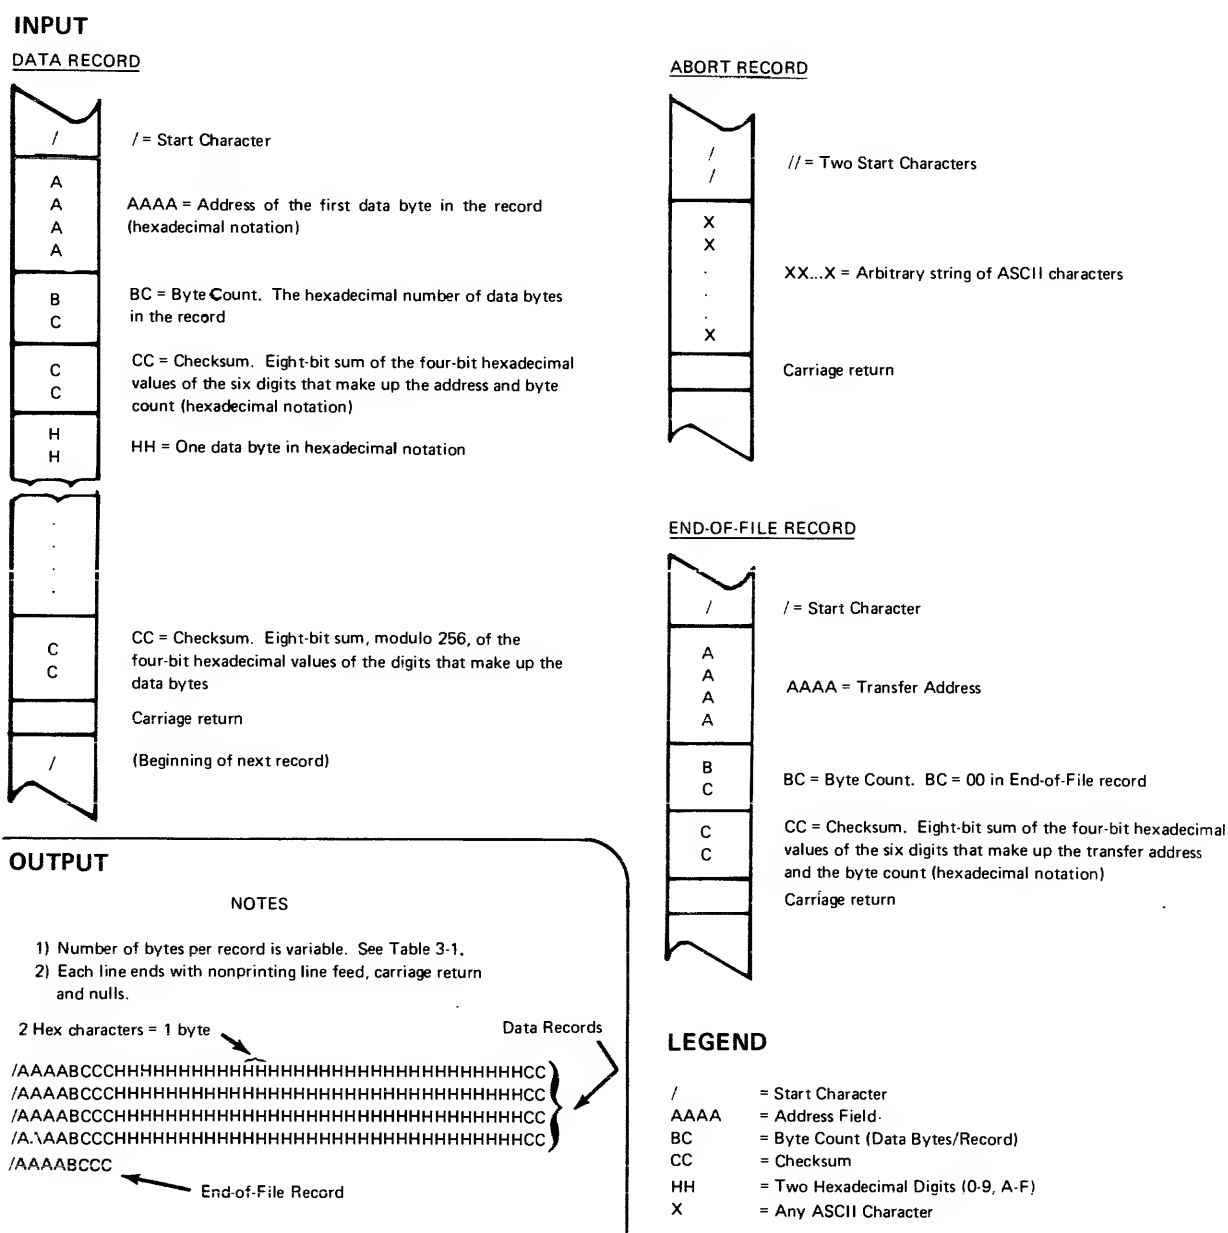 INPUT
DATA RECORD
/
/ = Start Character
A
A
A
A
AAAA = Address of the first data byte in the record
(hexadecimal notation)
B
C
BC = Byte Count. The hexadecimal number of data bytes
in the record
C
C
CC = Checksum. Eight-bit sum of the four-bit hexadecimal
values of the six digits that make up the address and byte
count (hexadecimal notation)
H
H
HH = One data byte in hexadecimal notation
.
.
.
.
C
C
CC = Checksum. Eight-bit sum, modulo 256, of the
four-bit hexadecimal values of the digits that make up the
data bytes
Carriage return
/
(Beginning of next record)
ABORT RECORD
/
/
// = Two Start Characters
X
X
.
.
.
X
XX...X = Arbitrary string of ASCII characters
Carriage return
END-OF-FILE RECORD
/
/ = Start Character
A
A
A
A
AAAA = Transfer Address
B
C
BC = Byte Count. BC = 00 in End-of-File record
C
C
CC = Checksum. Eight-bit sum of the four-bit hexadecimal
values of the six digits that make up the transfer address
and the byte count (hexadecimal notation)
Carriage return
OUTPUT
NOTES
1) Number of bytes per record is variable. See Table 3-1.
2) Each line ends with nonprinting line feed, carriage return
and nulls.
2 Hex characters = 1 byte
Data Records
/AAAABCCCHHHHHHHHHHHHHHHHHHHHHHHHHHHHHHHHCC
/AAAABCCCHHHHHHHHHHHHHHHHHHHHHHHHHHHHHHHHCC
/AAAABCCCHHHHHHHHHHHHHHHHHHHHHHHHHHHHHHHHCC
/A.\AABCCCHHHHHHHHHHHHHHHHHHHHHHHHHHHHHHHHCC
/AAAABCCC
End-of-File Record
LEGEND
/ = Start Character
AAAA = Address Field
BC = Byte Count (Data Bytes/Record)
CC = Checksum
HH = Two Hexadecimal Digits (0-9, A-F)
X = Any ASCII Character